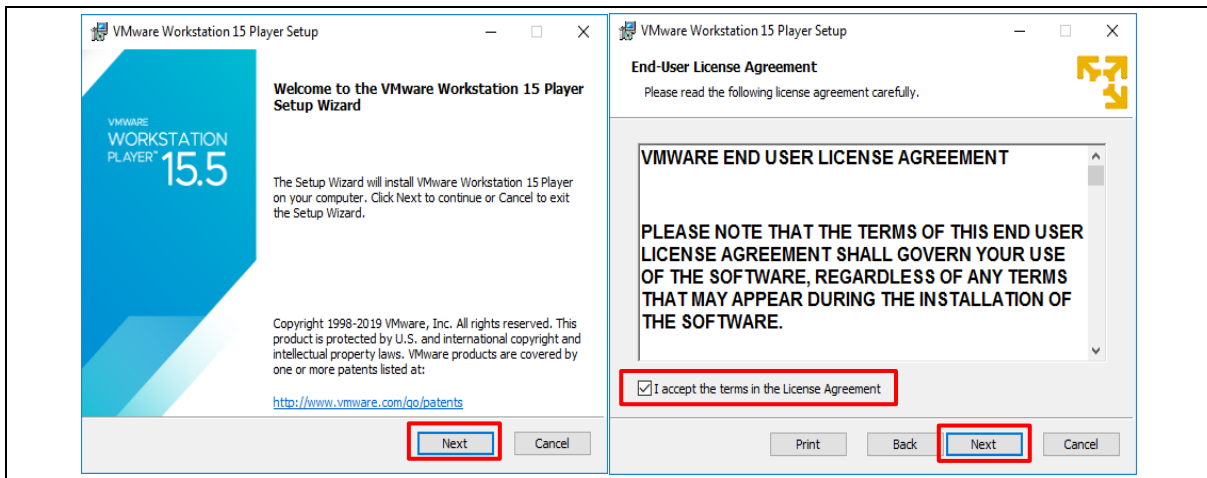 VMware Workstation 15 Player Setup
Welcome to the VMware Workstation 15 Player
Setup Wizard
VMWARE
WORKSTATION
PLAYER™ 15.5
The Setup Wizard will install VMware Workstation 15 Player
on your computer. Click Next to continue or Cancel to exit
the Setup Wizard.
Copyright 1998-2019 VMware, Inc. All rights reserved. This
product is protected by U.S. and international copyright and
intellectual property laws. VMware products are covered by
one or more patents listed at:
http://www.vmware.com/go/patents
Next
Cancel
VMware Workstation 15 Player Setup
End-User License Agreement
Please read the following license agreement carefully.
VMWARE END USER LICENSE AGREEMENT
PLEASE NOTE THAT THE TERMS OF THIS END USER
LICENSE AGREEMENT SHALL GOVERN YOUR USE
OF THE SOFTWARE, REGARDLESS OF ANY TERMS
THAT MAY APPEAR DURING THE INSTALLATION OF
THE SOFTWARE.
I accept the terms in the License Agreement
Print
Back
Next
Cancel